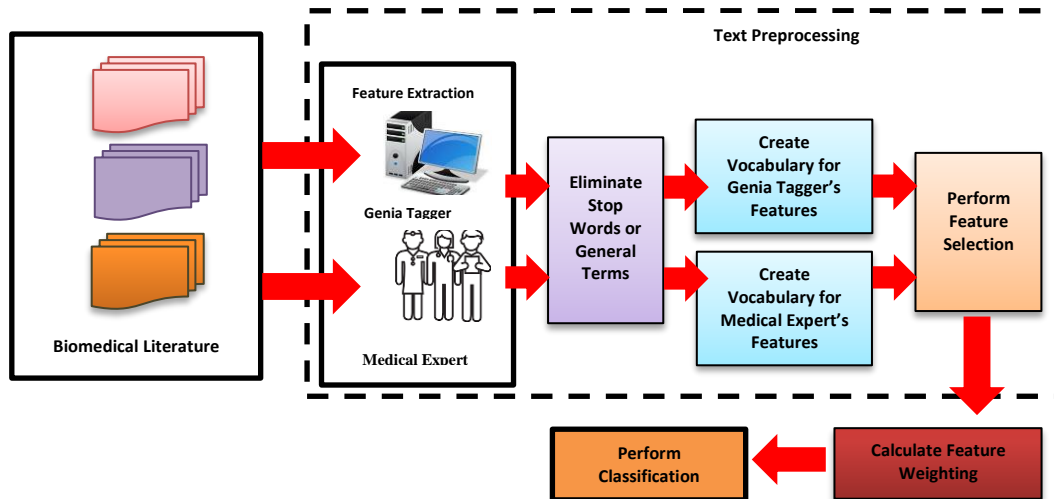 Text Preprocessing
Feature Extraction
Genia Tagger
Medical Expert
Biomedical Literature
Eliminate
Stop
Words or
General
Terms
Create
Vocabulary for
Genia Tagger's
Features
Create
Vocabulary for
Medical Expert's
Features
Perform
Feature
Selection
Calculate Feature
Weighting
Perform
Classification